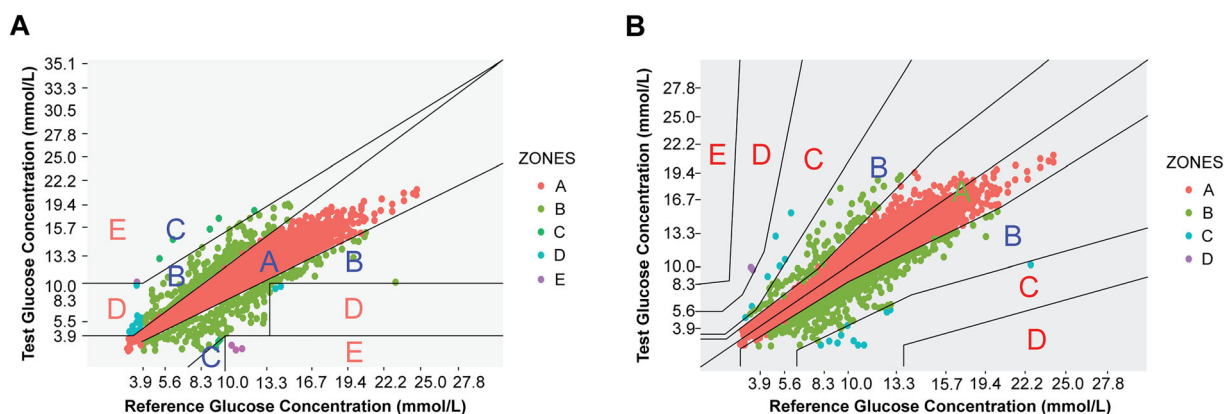 A
Test Glucose Concentration (mmol/L)
35.1
33.3
30.5
27.8
25.0
22.2
19.4
15.7
13.3
10.0
8.3
5.5
3.9
E
C
B
D
A
B
D
C
E
3.9 5.6 8.3 10.0 13.3 16.7 19.4 25.0 27.8
Reference Glucose Concentration (mmol/L)
ZONES
A
B
C
D
E
B
Test Glucose Concentration (mmol/L)
27.8
25.0
22.2
19.4
16.7
13.3
10.0
8.3
5.6
3.9
E
D
C
B
A
B
C
D
3.9 5.6 8.3 10.0 13.3 15.7 19.4 22.2 25.0 27.8
Reference Glucose Concentration (mmol/L)
ZONES
A
B
C
D